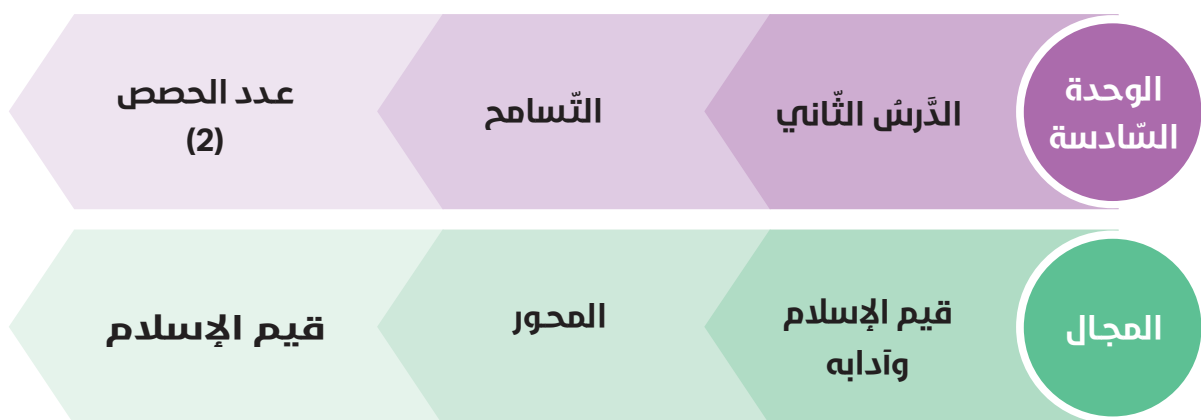 الوحدة
السّادسة
الدَّرسُ الثّاني
التّسامح
عدد الحصص
(2)
المجال
قيم الإسلام
وآدابه
المحور
قيم الإسلام